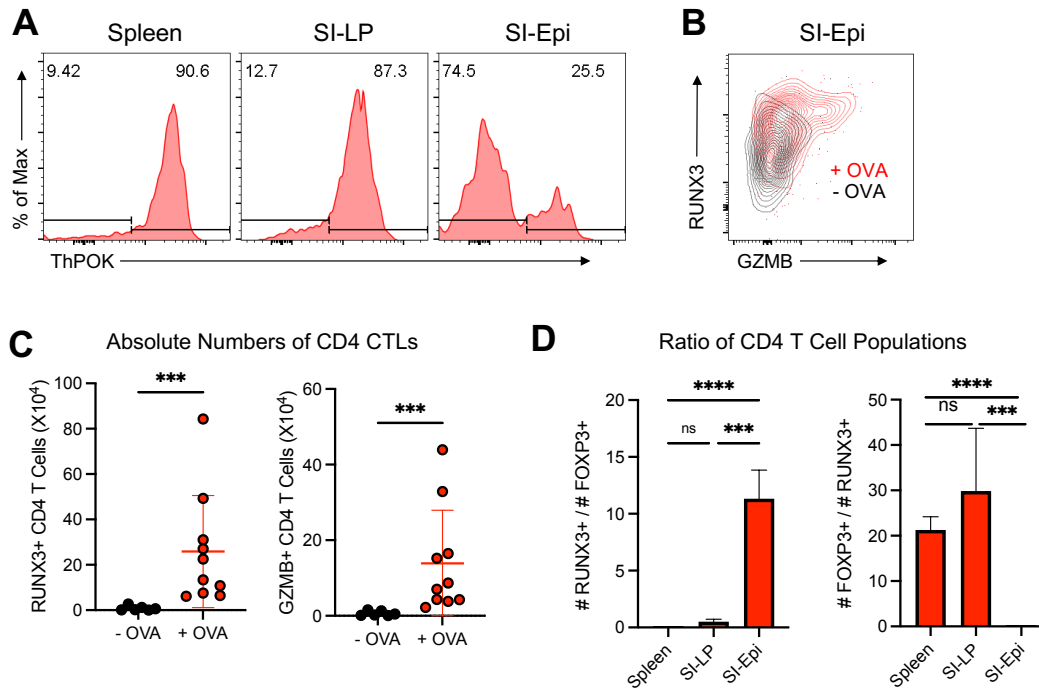 A
Spleen
SI-LP
SI-Epi
9.42
90.6
12.7
87.3
74.5
25.5
% of Max
ThPOK
B
SI-Epi
RUNX3
+ OVA
- OVA
GZMB
C
Absolute Numbers of CD4 CTLs
RUNX3+ CD4 T Cells (X10⁴)
100
80
60
40
20
0
***
- OVA
+ OVA
GZMB+ CD4 T Cells (X10⁴)
60
40
20
0
***
- OVA
+ OVA
D
Ratio of CD4 T Cell Populations
# RUNX3+ / # FOXP3+
20
15
10
5
0
****
ns
***
Spleen
SI-LP
SI-Epi
# FOXP3+ / # RUNX3+
50
40
30
20
10
0
****
ns
***
Spleen
SI-LP
SI-Epi